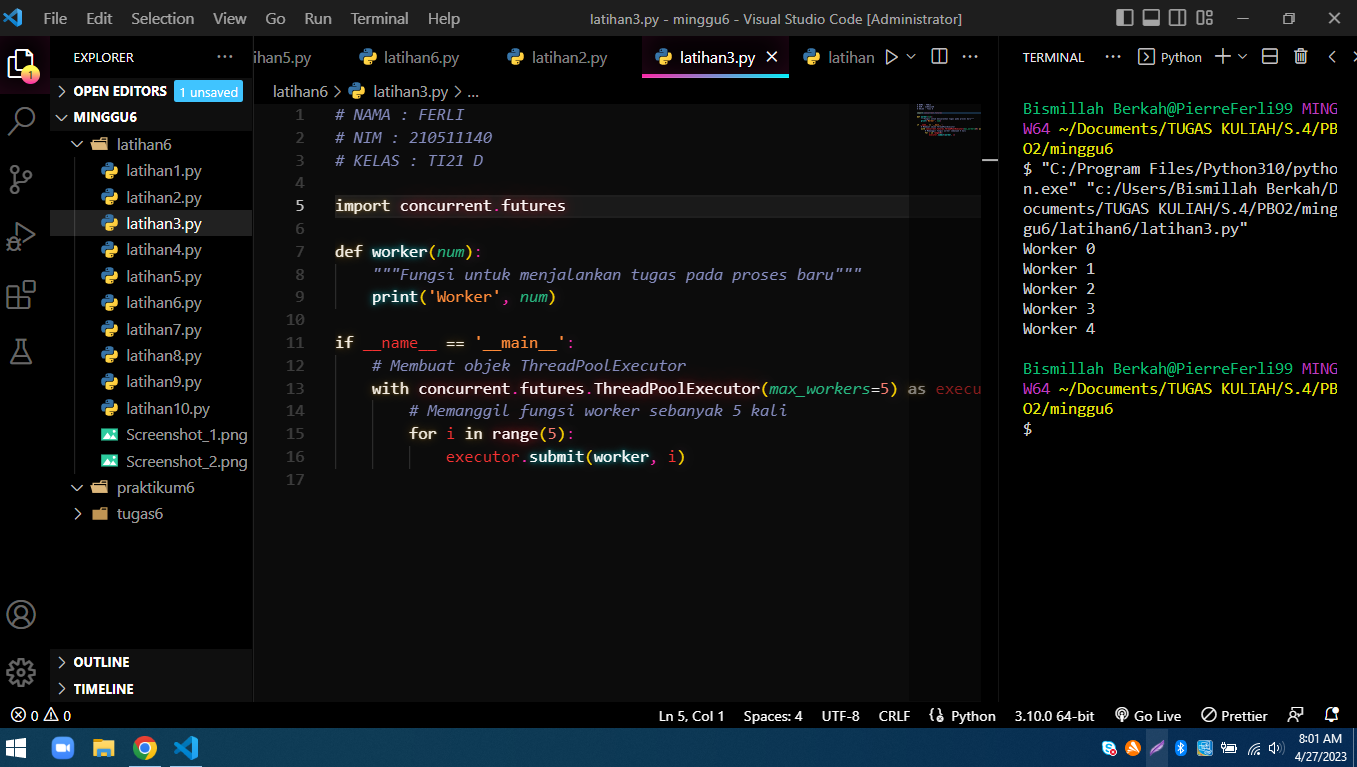 File Edit Selection View Go Run Terminal Help
latihan3.py - minggu6 - Visual Studio Code [Administrator]
EXPLORER
OPEN EDITORS 1 unsaved
MINGGU6
latihan6
latihan1.py
latihan2.py
latihan3.py
latihan4.py
latihan5.py
latihan6.py
latihan7.py
latihan8.py
latihan9.py
latihan10.py
Screenshot_1.png
Screenshot_2.png
praktikum6
tugas6
OUTLINE
TIMELINE
1
ihan5.py latihan6.py latihan2.py latihan3.py latihan
latihan6 > latihan3.py > ...
1 # NAMA : FERLI
2 # NIM : 210511140
3 # KELAS : TI21 D
4
5 import concurrent.futures
6
7 def worker(num):
8 """Fungsi untuk menjalankan tugas pada proses baru"""
9 print('Worker', num)
10
11 if __name__ == '__main__':
12 # Membuat objek ThreadPoolExecutor
13 with concurrent.futures.ThreadPoolExecutor(max_workers=5) as execu
14 # Memanggil fungsi worker sebanyak 5 kali
15 for i in range(5):
16 executor.submit(worker, i)
17
TERMINAL Python
Bismillah Berkah@PierreFerli99 MING
W64 ~/Documents/TUGAS KULIAH/S.4/PB
O2/minggu6
$ "C:/Program Files/Python310/pytho
n.exe" "c:/Users/Bismillah Berkah/D
ocuments/TUGAS KULIAH/S.4/PBO2/ming
gu6/latihan6/latihan3.py"
Worker 0
Worker 1
Worker 2
Worker 3
Worker 4
Bismillah Berkah@PierreFerli99 MING
W64 ~/Documents/TUGAS KULIAH/S.4/PB
O2/minggu6
$
0 0 Ln 5, Col 1 Spaces: 4 UTF-8 CRLF Python 3.10.0 64-bit Go Live Prettier
8:01 AM
4/27/2023